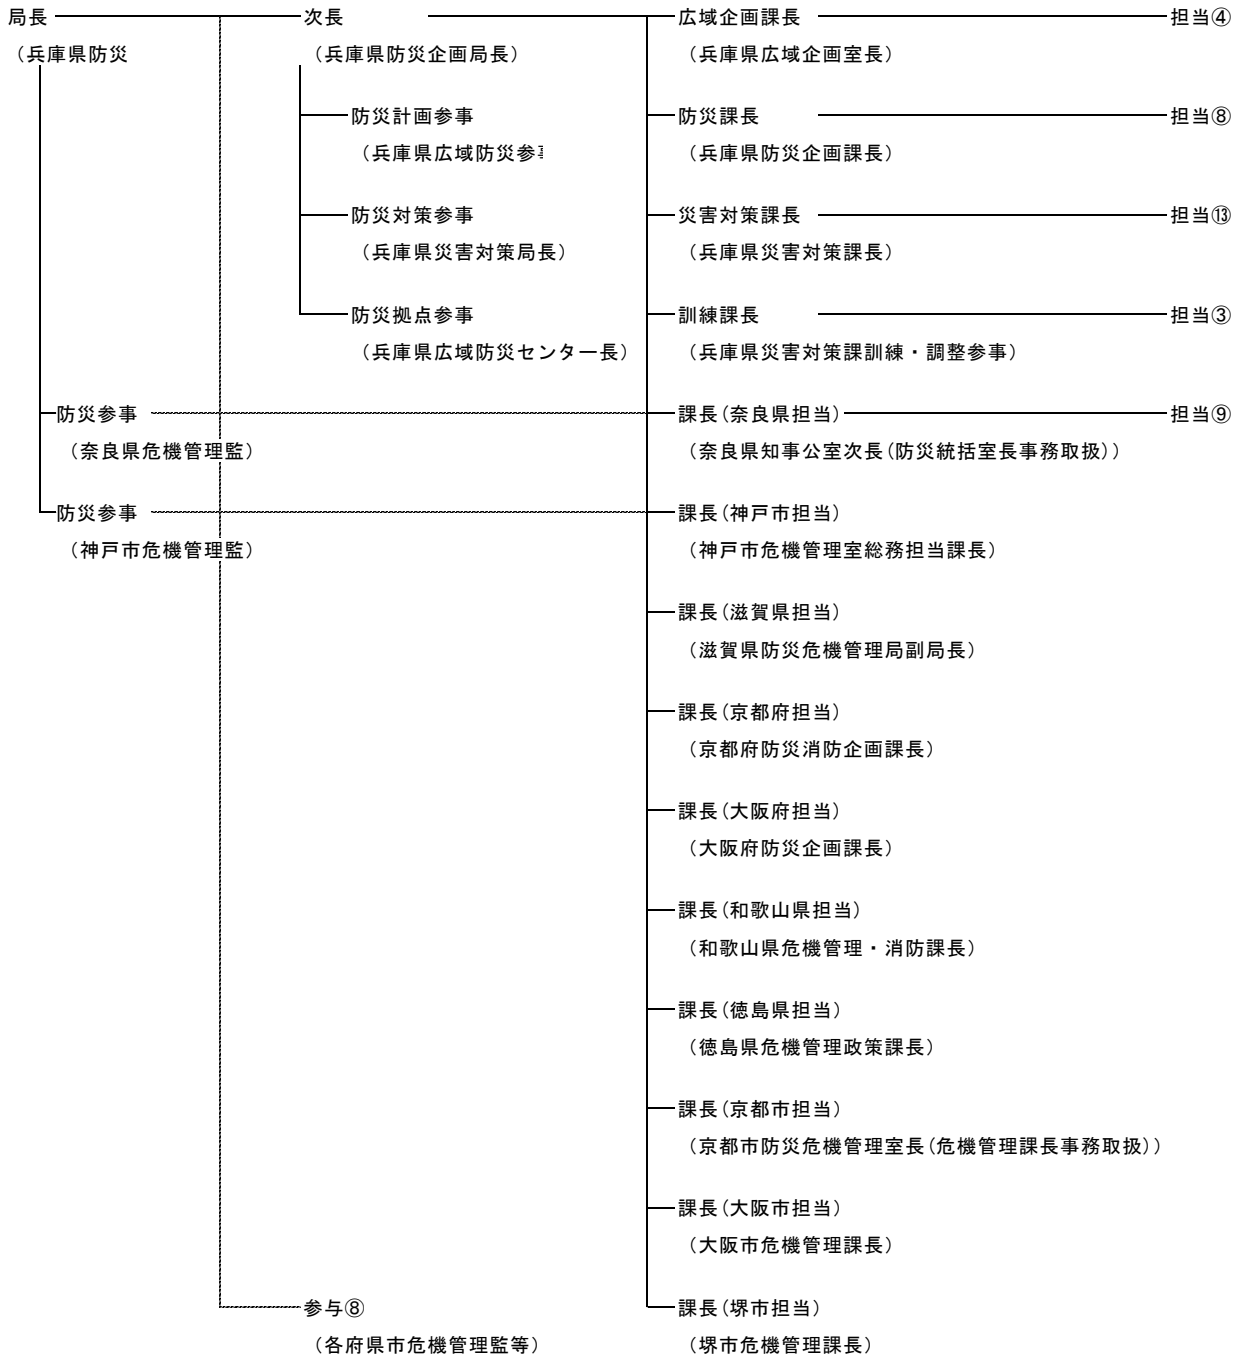 局長 次長 広域企画課長 担当④
（兵庫県防災 （兵庫県防災企画局長） （兵庫県広域企画室長）
防災計画参事 防災課長 担当⑧
（兵庫県広域防災参 （兵庫県防災企画課長）
防災対策参事 災害対策課長 担当⑬
（兵庫県災害対策局長） （兵庫県災害対策課長）
防災拠点参事 訓練課長 担当③
（兵庫県広域防災センター長） （兵庫県災害対策課訓練・調整参事）
防災参事 課長(奈良県担当) 担当⑨
（奈良県危機管理監） （奈良県知事公室次長(防災統括室長事務取扱)）
防災参事 課長(神戸市担当)
（神戸市危機管理監） （神戸市危機管理室総務担当課長）
課長(滋賀県担当)
（滋賀県防災危機管理局副局長）
課長(京都府担当)
（京都府防災消防企画課長）
課長(大阪府担当)
（大阪府防災企画課長）
課長(和歌山県担当)
（和歌山県危機管理・消防課長）
課長(徳島県担当)
（徳島県危機管理政策課長）
課長(京都市担当)
（京都市防災危機管理室長(危機管理課長事務取扱)）
課長(大阪市担当)
（大阪市危機管理課長）
参与⑧ 課長(堺市担当)
（各府県市危機管理監等） （堺市危機管理課長）